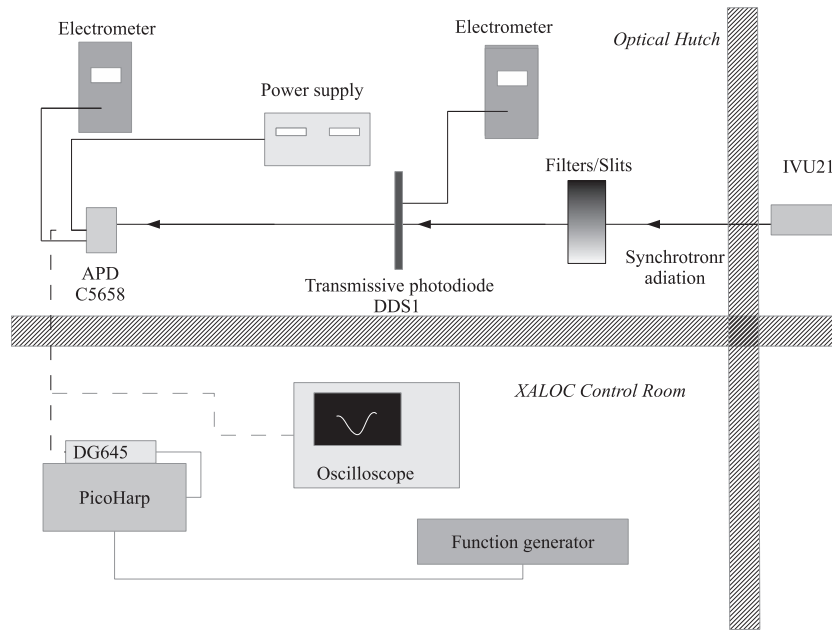 Electrometer
Electrometer
Optical Hutch
Power supply
Filters/Slits
IVU21
Synchrotronr
adiation
APD
C5658
Transmissive photodiode
DDS1
XALOC Control Room
DG645
PicoHarp
Oscilloscope
Function generator